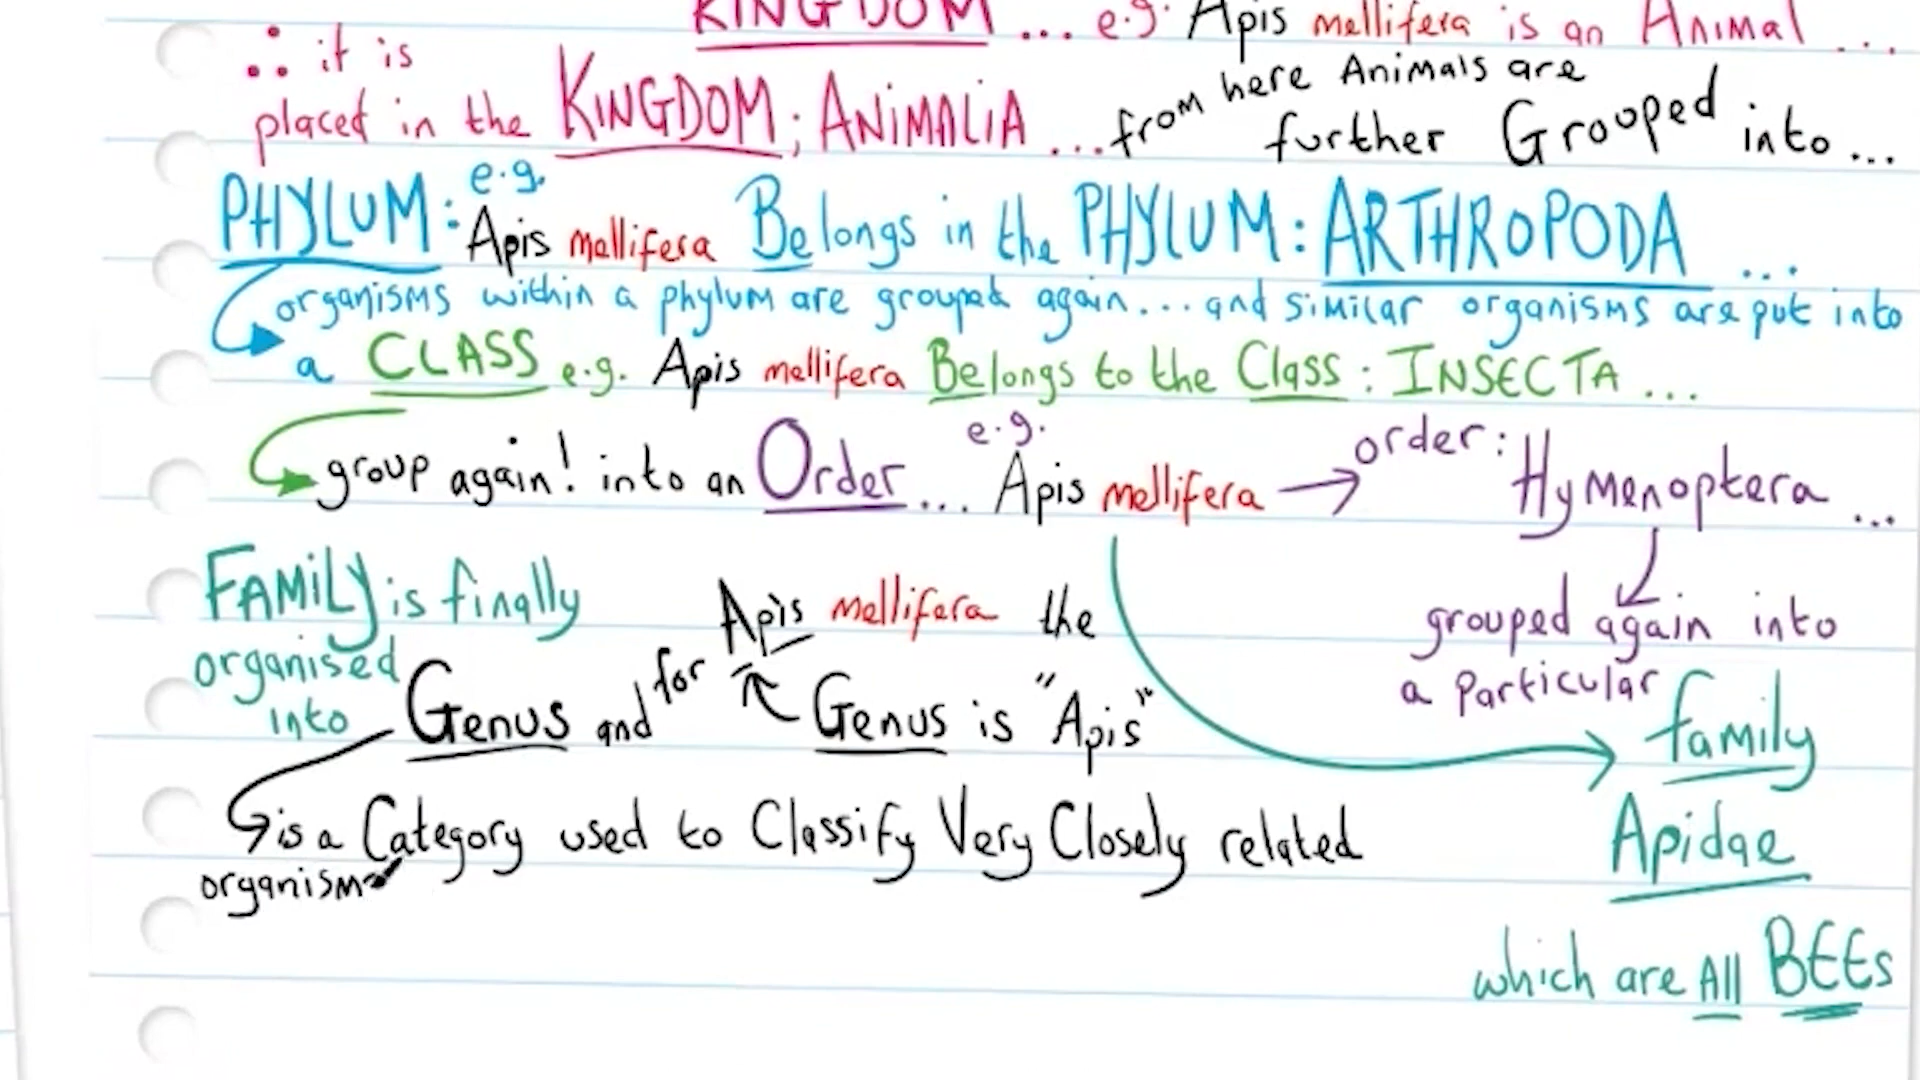 KINGDOM ... e.g. Apis mellifera is an Animal ...
∴ it is
placed in the KINGDOM; ANIMALIA ... from here Animals are
further Grouped into ...
PHYLUM: e.g. Apis mellifera Belongs in the PHYLUM: ARTHROPODA ...
organisms within a phylum are grouped again... and similar organisms are put into
a CLASS e.g. Apis mellifera Belongs to the Class: INSECTA ...
group again! into an Order ... e.g. Apis mellifera → order: Hymenoptera ...
grouped again into
a particular
family
Apidae
which are All BEEs
FAMILY is finally
organised
into Genus and for Apis mellifera the
Genus is "Apis"
is a Category used to Classify Very Closely related
organism